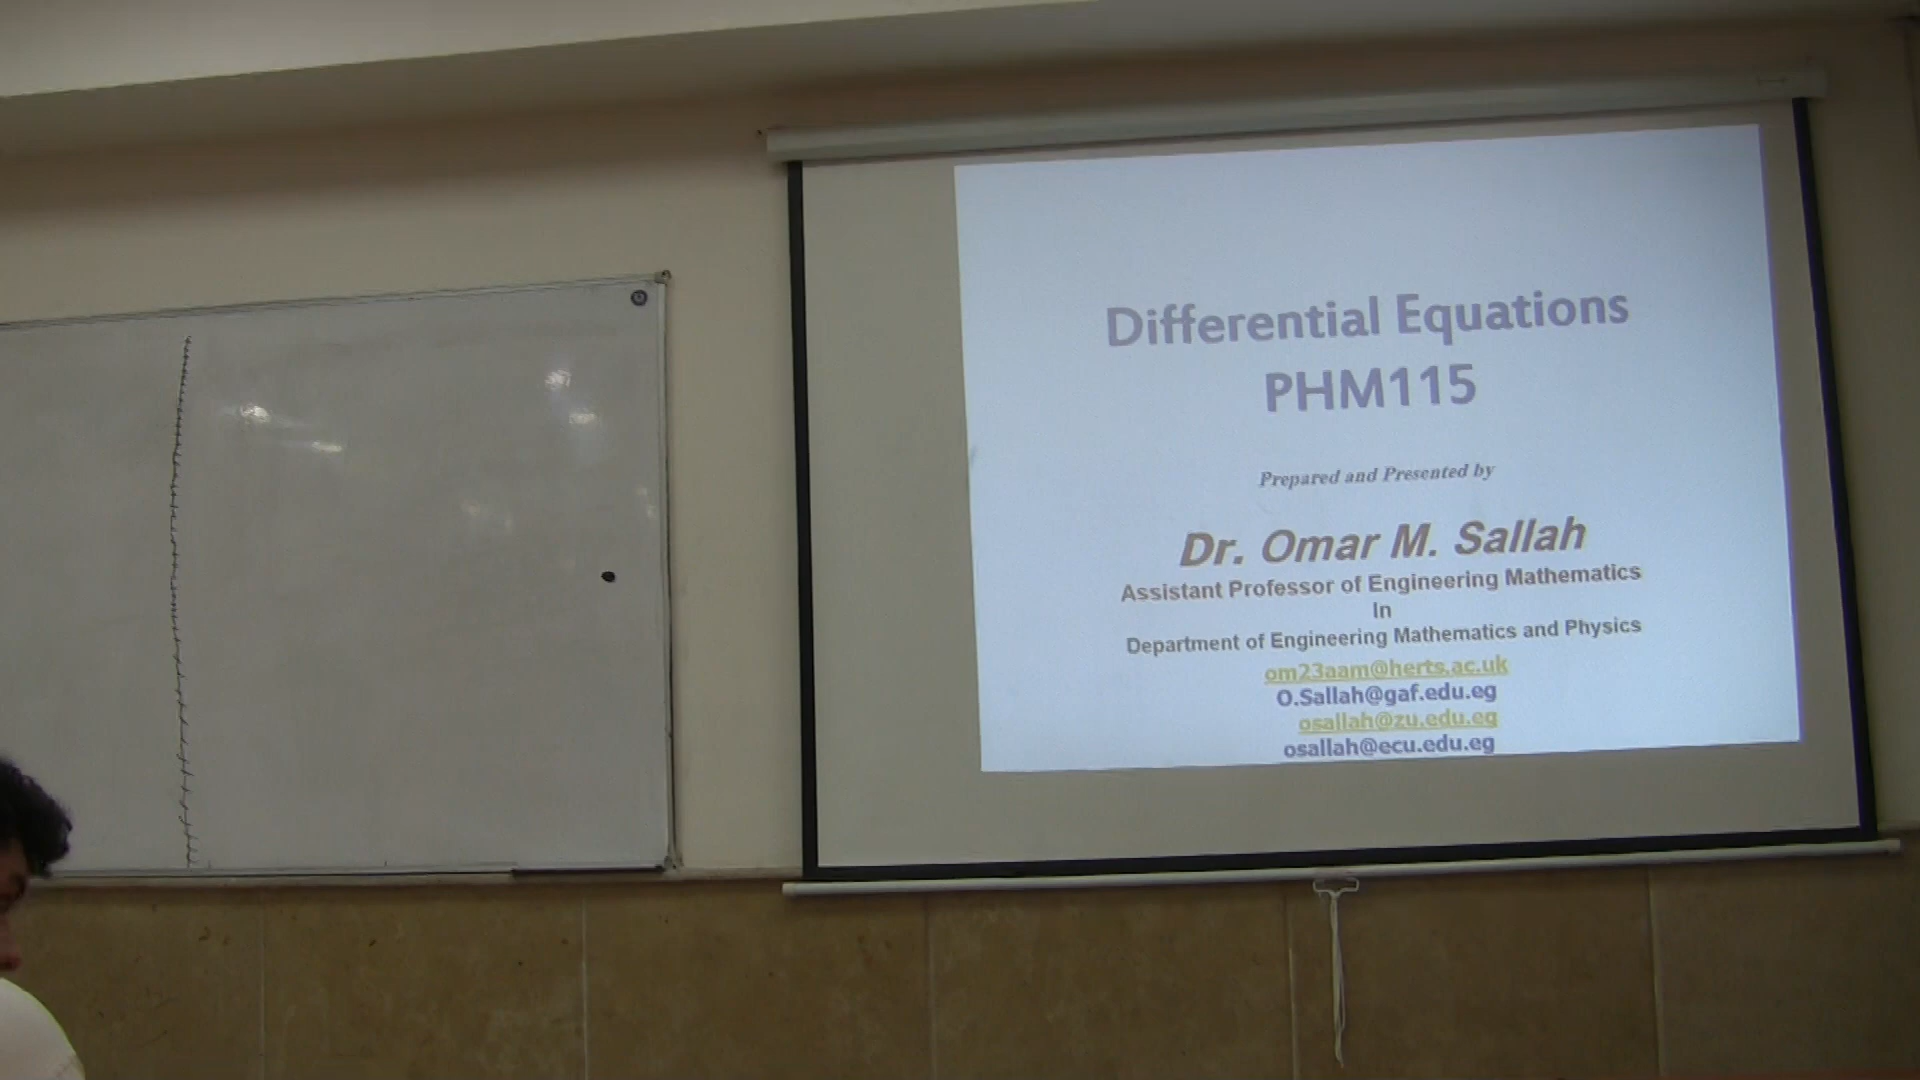 Differential Equations
PHM115
Prepared and Presented by
Dr. Omar M. Sallah
Assistant Professor of Engineering Mathematics
In
Department of Engineering Mathematics and Physics
om23aam@herts.ac.uk
O.Sallah@gaf.edu.eg
osallah@zu.edu.eg
osallah@ecu.edu.eg